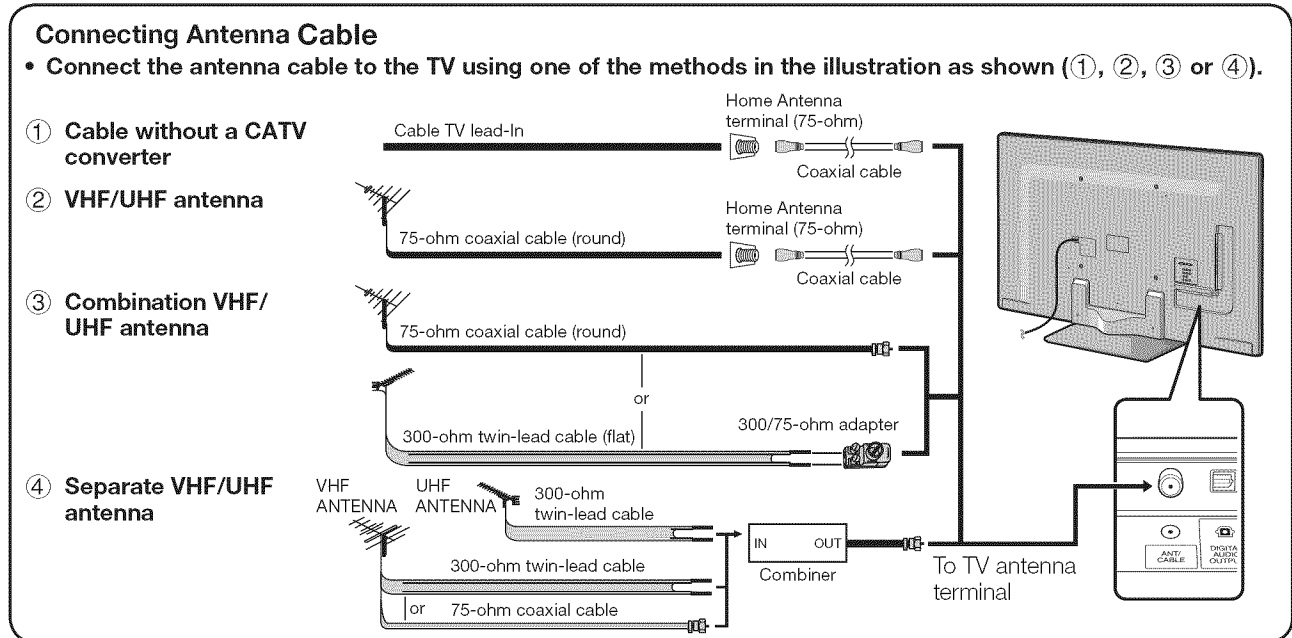 Connecting Antenna Cable
• Connect the antenna cable to the TV using one of the methods in the illustration as shown (①, ②, ③ or ④).
① Cable without a CATV
converter
Cable TV lead-In
Home Antenna
terminal (75-ohm)
Coaxial cable
② VHF/UHF antenna
75-ohm coaxial cable (round)
Home Antenna
terminal (75-ohm)
Coaxial cable
③ Combination VHF/
UHF antenna
75-ohm coaxial cable (round)
or
300-ohm twin-lead cable (flat)
300/75-ohm adapter
④ Separate VHF/UHF
antenna
VHF
ANTENNA
UHF
ANTENNA
300-ohm
twin-lead cable
300-ohm twin-lead cable
or 75-ohm coaxial cable
IN OUT
Combiner
To TV antenna
terminal
ANT/
CABLE
DIGITA
AUDIO
OUTPU